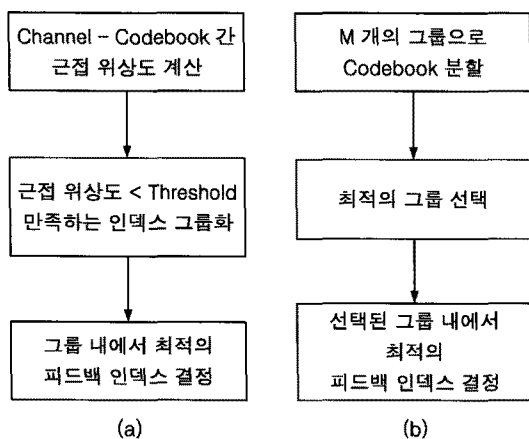 Channel – Codebook 간
근접 위상도 계산
근접 위상도 < Threshold
만족하는 인덱스 그룹화
그룹 내에서 최적의
피드백 인덱스 결정
(a)
M 개의 그룹으로
Codebook 분할
최적의 그룹 선택
선택된 그룹 내에서
최적의
피드백 인덱스 결정
(b)